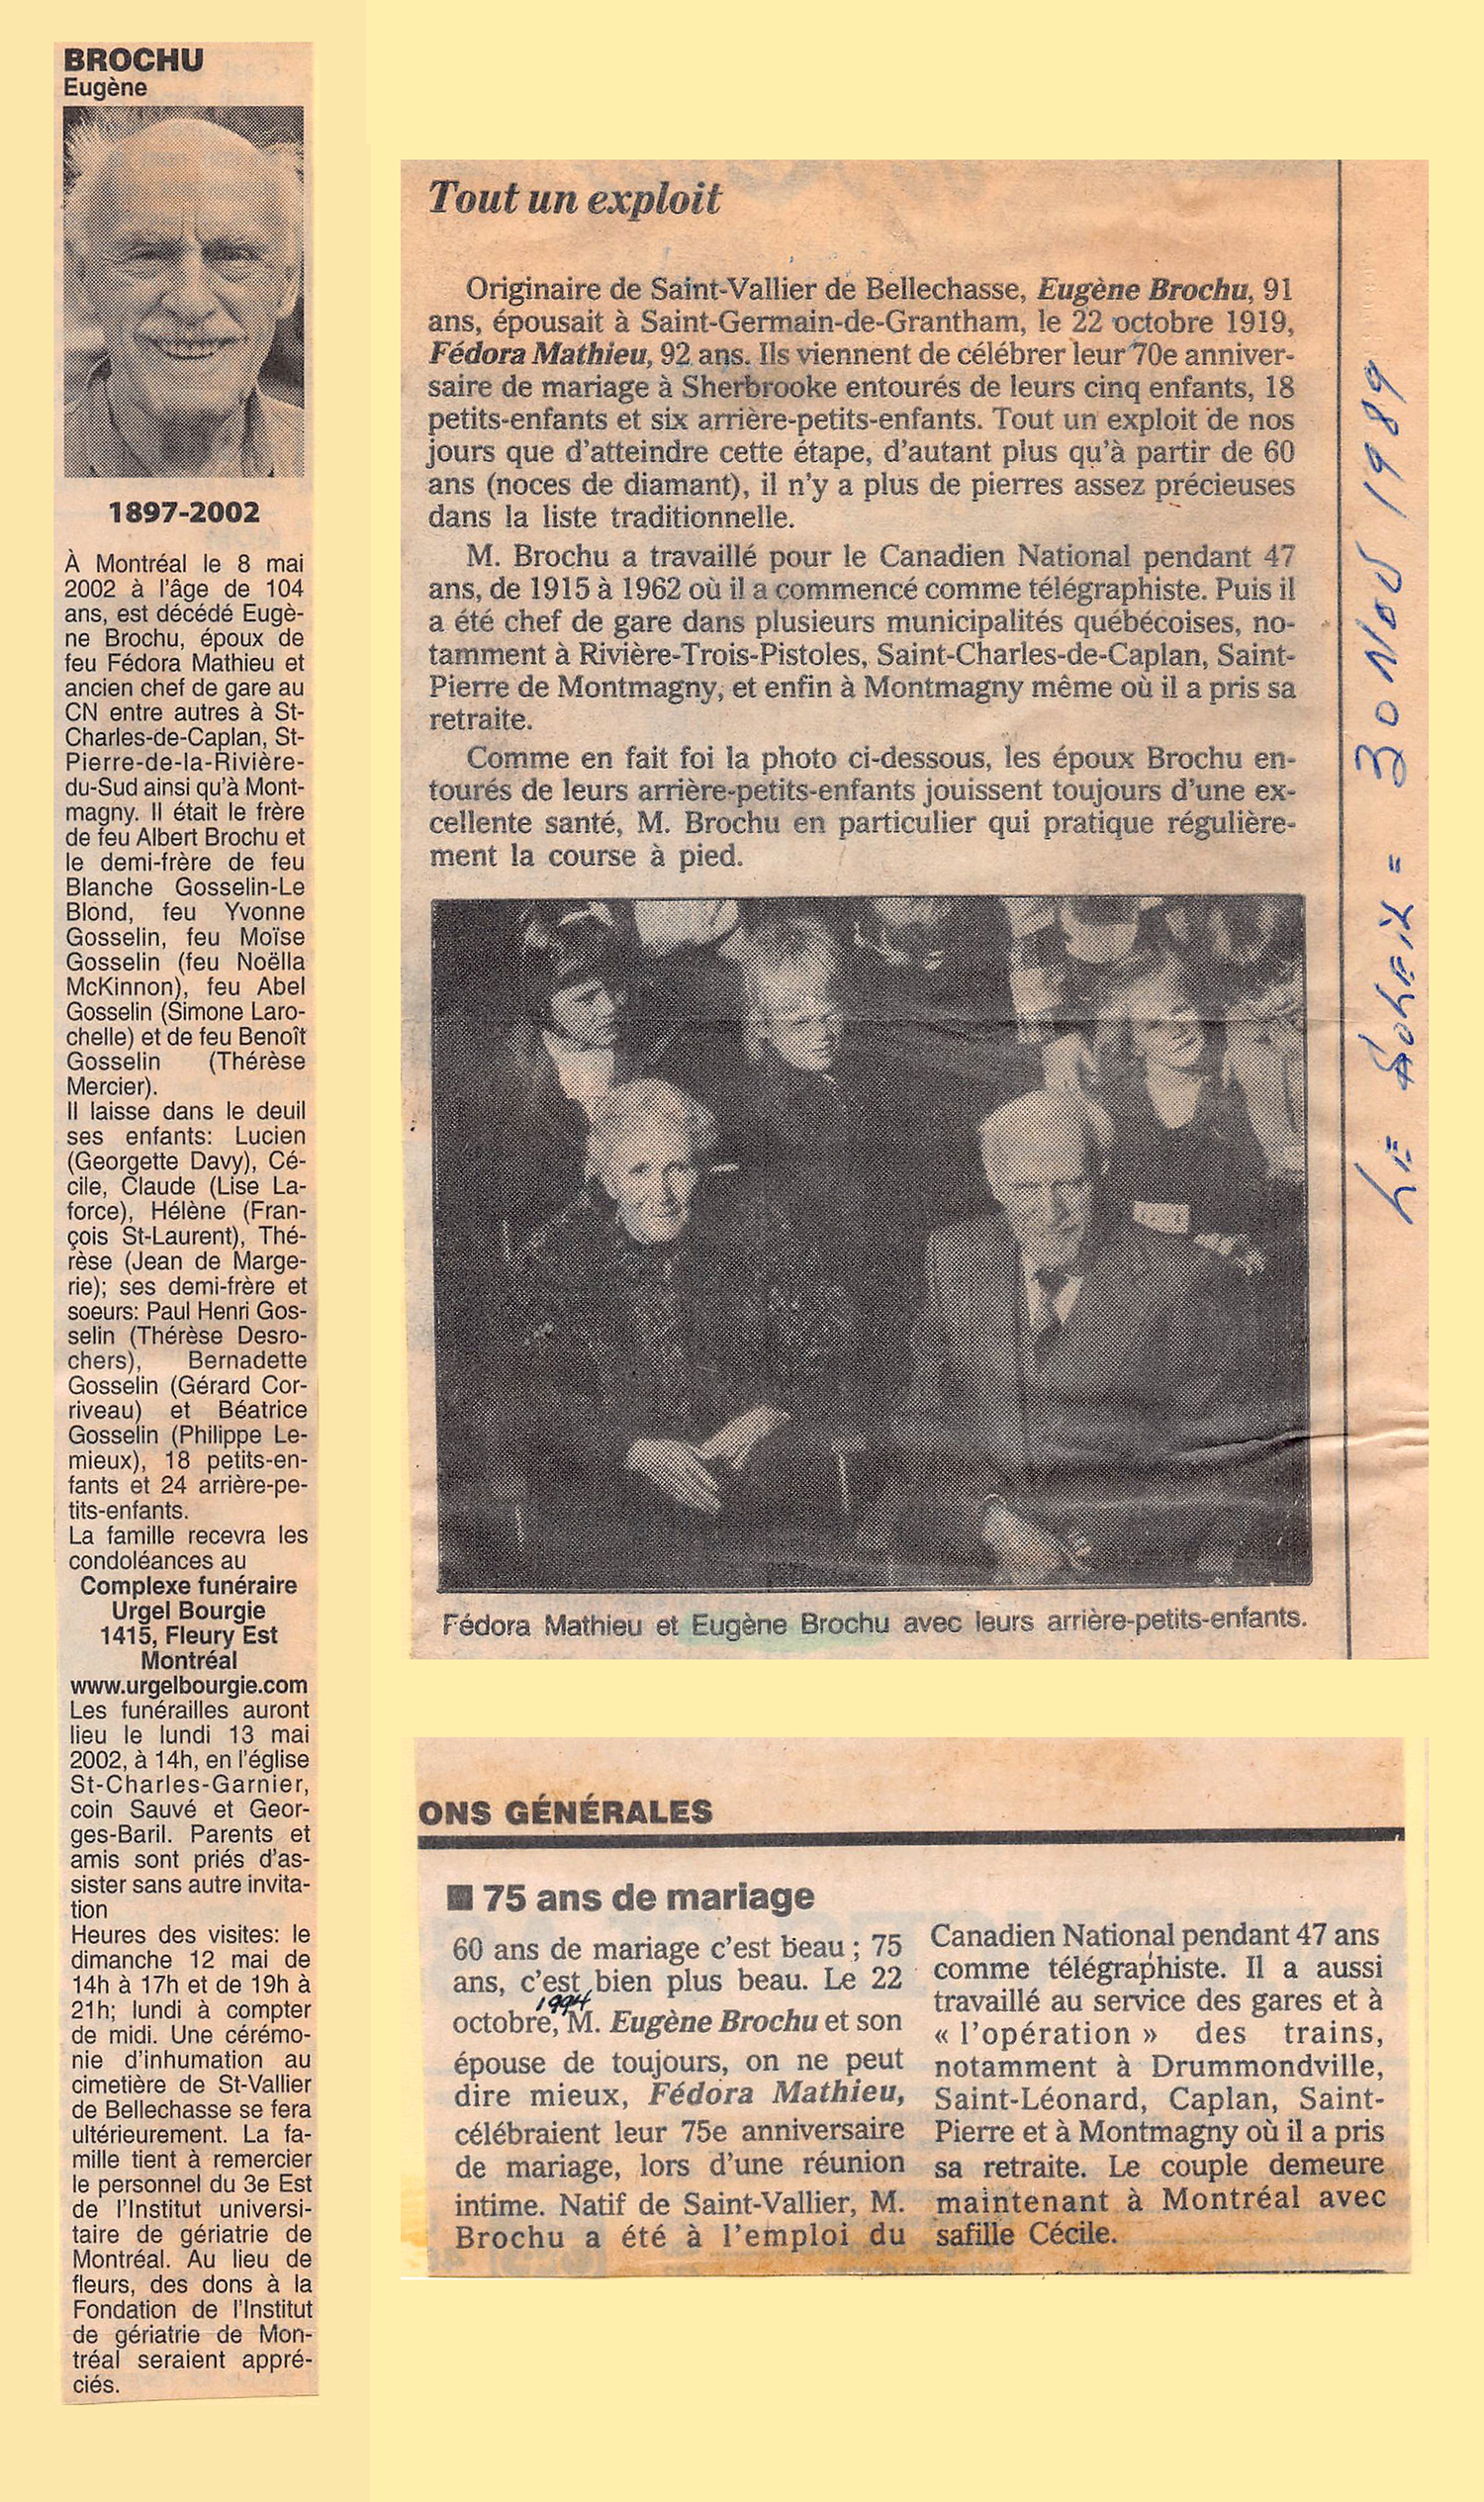 BROCHU
Eugène
1897-2002
À Montréal le 8 mai
2002 à l'âge de 104
ans, est décédé Eugè-
ne Brochu, époux de
feu Fédora Mathieu et
ancien chef de gare au
CN entre autres à St-
Charles-de-Caplan, St-
Pierre-de-la-Rivière-
du-Sud ainsi qu'à Mont-
magny. Il était le frère
de feu Albert Brochu et
le demi-frère de feu
Blanche Gosselin-Le
Blond, feu Yvonne
Gosselin, feu Moïse
Gosselin (feu Noëlla
McKinnon), feu Abel
Gosselin (Simone Laro-
chelle) et de feu Benoît
Gosselin (Thérèse
Mercier).
Il laisse dans le deuil
ses enfants: Lucien
(Georgette Davy), Cé-
cile, Claude (Lise La-
force), Hélène (Fran-
çois St-Laurent), Thé-
rèse (Jean de Marge-
rie); ses demi-frère et
soeurs: Paul Henri Gos-
selin (Thérèse Desro-
chers), Bernadette
Gosselin (Gérard Cor-
riveau) et Béatrice
Gosselin (Philippe Le-
mieux), 18 petits-en-
fants et 24 arrière-pe-
tits-enfants.
La famille recevra les
condoléances au
Complexe funéraire
Urgel Bourgie
1415, Fleury Est
Montréal
www.urgelbourgie.com
Les funérailles auront
lieu le lundi 13 mai
2002, à 14h, en l'église
St-Charles-Garnier,
coin Sauvé et Geor-
ges-Baril. Parents et
amis sont priés d'as-
sister sans autre invita-
tion
Heures des visites: le
dimanche 12 mai de
14h à 17h et de 19h à
21h; lundi à compter
de midi. Une cérémo-
nie d'inhumation au
cimetière de St-Vallier
de Bellechasse se fera
ultérieurement. La fa-
mille tient à remercier
le personnel du 3e Est
de l'Institut universi-
taire de gériatrie de
Montréal. Au lieu de
fleurs, des dons à la
Fondation de l'Institut
de gériatrie de Mon-
tréal seraient appré-
ciés.
Tout un exploit
Originaire de Saint-Vallier de Bellechasse, Eugène Brochu, 91
ans, épousait à Saint-Germain-de-Grantham, le 22 octobre 1919,
Fédora Mathieu, 92 ans. Ils viennent de célébrer leur 70e anniver-
saire de mariage à Sherbrooke entourés de leurs cinq enfants, 18
petits-enfants et six arrière-petits-enfants. Tout un exploit de nos
jours que d'atteindre cette étape, d'autant plus qu'à partir de 60
ans (noces de diamant), il n'y a plus de pierres assez précieuses
dans la liste traditionnelle.
M. Brochu a travaillé pour le Canadien National pendant 47
ans, de 1915 à 1962 où il a commencé comme télégraphiste. Puis il
a été chef de gare dans plusieurs municipalités québécoises, no-
tamment à Rivière-Trois-Pistoles, Saint-Charles-de-Caplan, Saint-
Pierre de Montmagny, et enfin à Montmagny même où il a pris sa
retraite.
Comme en fait foi la photo ci-dessous, les époux Brochu en-
tourés de leurs arrière-petits-enfants jouissent toujours d'une ex-
cellente santé, M. Brochu en particulier qui pratique régulière-
ment la course à pied.
Fédora Mathieu et Eugène Brochu avec leurs arrière-petits-enfants.
LE SOLEIL = 30 NOV 1989
ONS GÉNÉRALES
■ 75 ans de mariage
60 ans de mariage c'est beau ; 75
ans, c'est bien plus beau. Le 22
1994
octobre, M. Eugène Brochu et son
épouse de toujours, on ne peut
dire mieux, Fédora Mathieu,
célébraient leur 75e anniversaire
de mariage, lors d'une réunion
intime. Natif de Saint-Vallier, M.
Brochu a été à l'emploi du
Canadien National pendant 47 ans
comme télégraphiste. Il a aussi
travaillé au service des gares et à
« l'opération » des trains,
notamment à Drummondville,
Saint-Léonard, Caplan, Saint-
Pierre et à Montmagny où il a pris
sa retraite. Le couple demeure
maintenant à Montréal avec
safille Cécile.